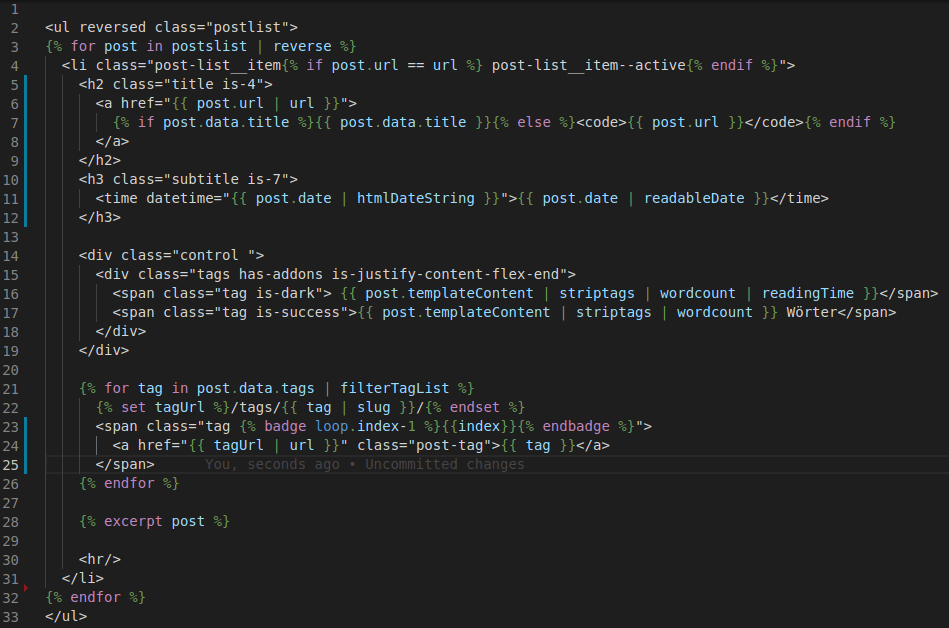 1
2 <ul reversed class="postlist">
3 {% for post in postslist | reverse %}
4 <li class="post-list__item{% if post.url == url %} post-list__item--active{% endif %}">
5 <h2 class="title is-4">
6 <a href="{{ post.url | url }}">
7 {% if post.data.title %}{{ post.data.title }}{% else %}<code>{{ post.url }}</code>{% endif %}
8 </a>
9 </h2>
10 <h3 class="subtitle is-7">
11 <time datetime="{{ post.date | htmlDateString }}">{{ post.date | readableDate }}</time>
12 </h3>
13
14 <div class="control ">
15 <div class="tags has-addons is-justify-content-flex-end">
16 <span class="tag is-dark"> {{ post.templateContent | striptags | wordcount | readingTime }}</span>
17 <span class="tag is-success">{{ post.templateContent | striptags | wordcount }} Wörter</span>
18 </div>
19 </div>
20
21 {% for tag in post.data.tags | filterTagList %}
22 {% set tagUrl %}/tags/{{ tag | slug }}/{% endset %}
23 <span class="tag {% badge loop.index-1 %}{{index}}{% endbadge %}">
24 <a href="{{ tagUrl | url }}" class="post-tag">{{ tag }}</a>
25 </span> You, seconds ago • Uncommitted changes
26 {% endfor %}
27
28 {% excerpt post %}
29
30 <hr/>
31 </li>
32 {% endfor %}
33 </ul>